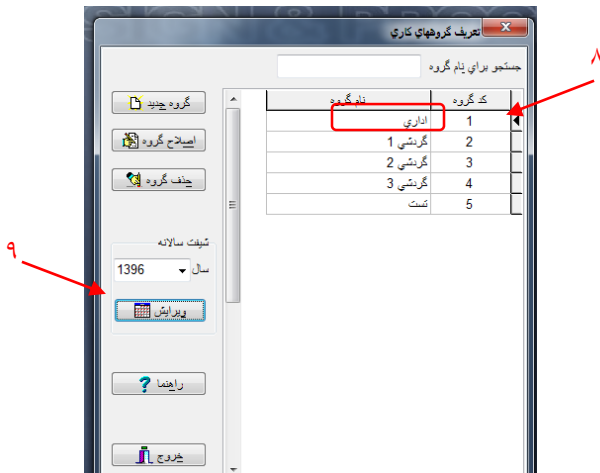 تعريف گروههاي كاري
جستجو براي نام گروه
كد گروه نام گروه
1 اداري
2 گردشي 1
3 گردشي 2
4 گردشي 3
5 تست
گروه جديد
اصلاح گروه
حذف گروه
شيفت سالانه
سال 1396
ويرايش
راهنما ?
خروج
۸
۹